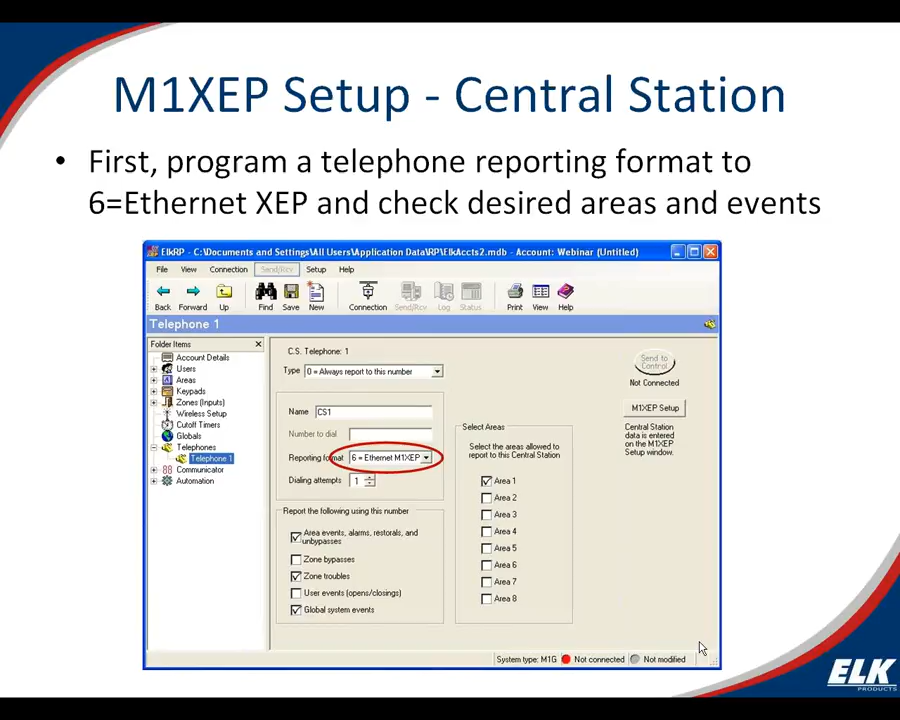 M1XEP Setup - Central Station
• First, program a telephone reporting format to
6=Ethernet XEP and check desired areas and events
ElkRP - C:\Documents and Settings\All Users\Application Data\RP\ElkAccts2.mdb - Account: Webinar (Untitled)
File View Connection Send/Rcv Setup Help
Back Forward Up Find Save New Connection Send/Rcv Log Status Print View Help
Telephone 1
Folder Items
Account Details
Users
Areas
Keypads
Zones (Inputs)
Wireless Setup
Cutoff Timers
Globals
Telephones
Telephone 1
Communicator
Automation
C.S. Telephone: 1
Type 0 = Always report to this number
Name CS1
Number to dial
Reporting format 6 = Ethernet M1XEP
Dialing attempts 1
Report the following using this number
Area events, alarms, restorals, and
unbypasses
Zone bypasses
Zone troubles
User events (opens/closings)
Global system events
Select Areas
Select the areas allowed to
report to this Central Station
Area 1
Area 2
Area 3
Area 4
Area 5
Area 6
Area 7
Area 8
Send to
Control
Not Connected
M1XEP Setup
Central Station
data is entered
on the M1XEP
Setup window.
System type: M1G Not connected Not modified
ELK
PRODUCTS